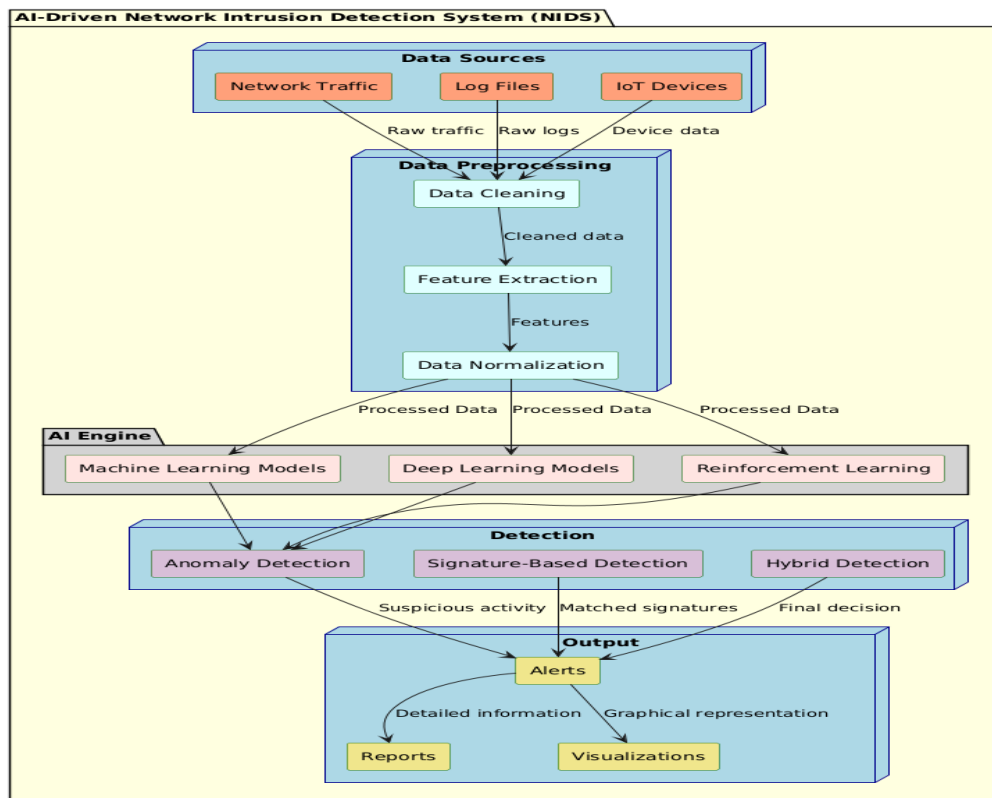 AI-Driven Network Intrusion Detection System (NIDS)
Data Sources
Network Traffic
Log Files
IoT Devices
Raw traffic
Raw logs
Device data
Data Preprocessing
Data Cleaning
Cleaned data
Feature Extraction
Features
Data Normalization
Processed Data
Processed Data
Processed Data
AI Engine
Machine Learning Models
Deep Learning Models
Reinforcement Learning
Detection
Anomaly Detection
Signature-Based Detection
Hybrid Detection
Suspicious activity
Matched signatures
Final decision
Output
Alerts
Detailed information
Graphical representation
Reports
Visualizations